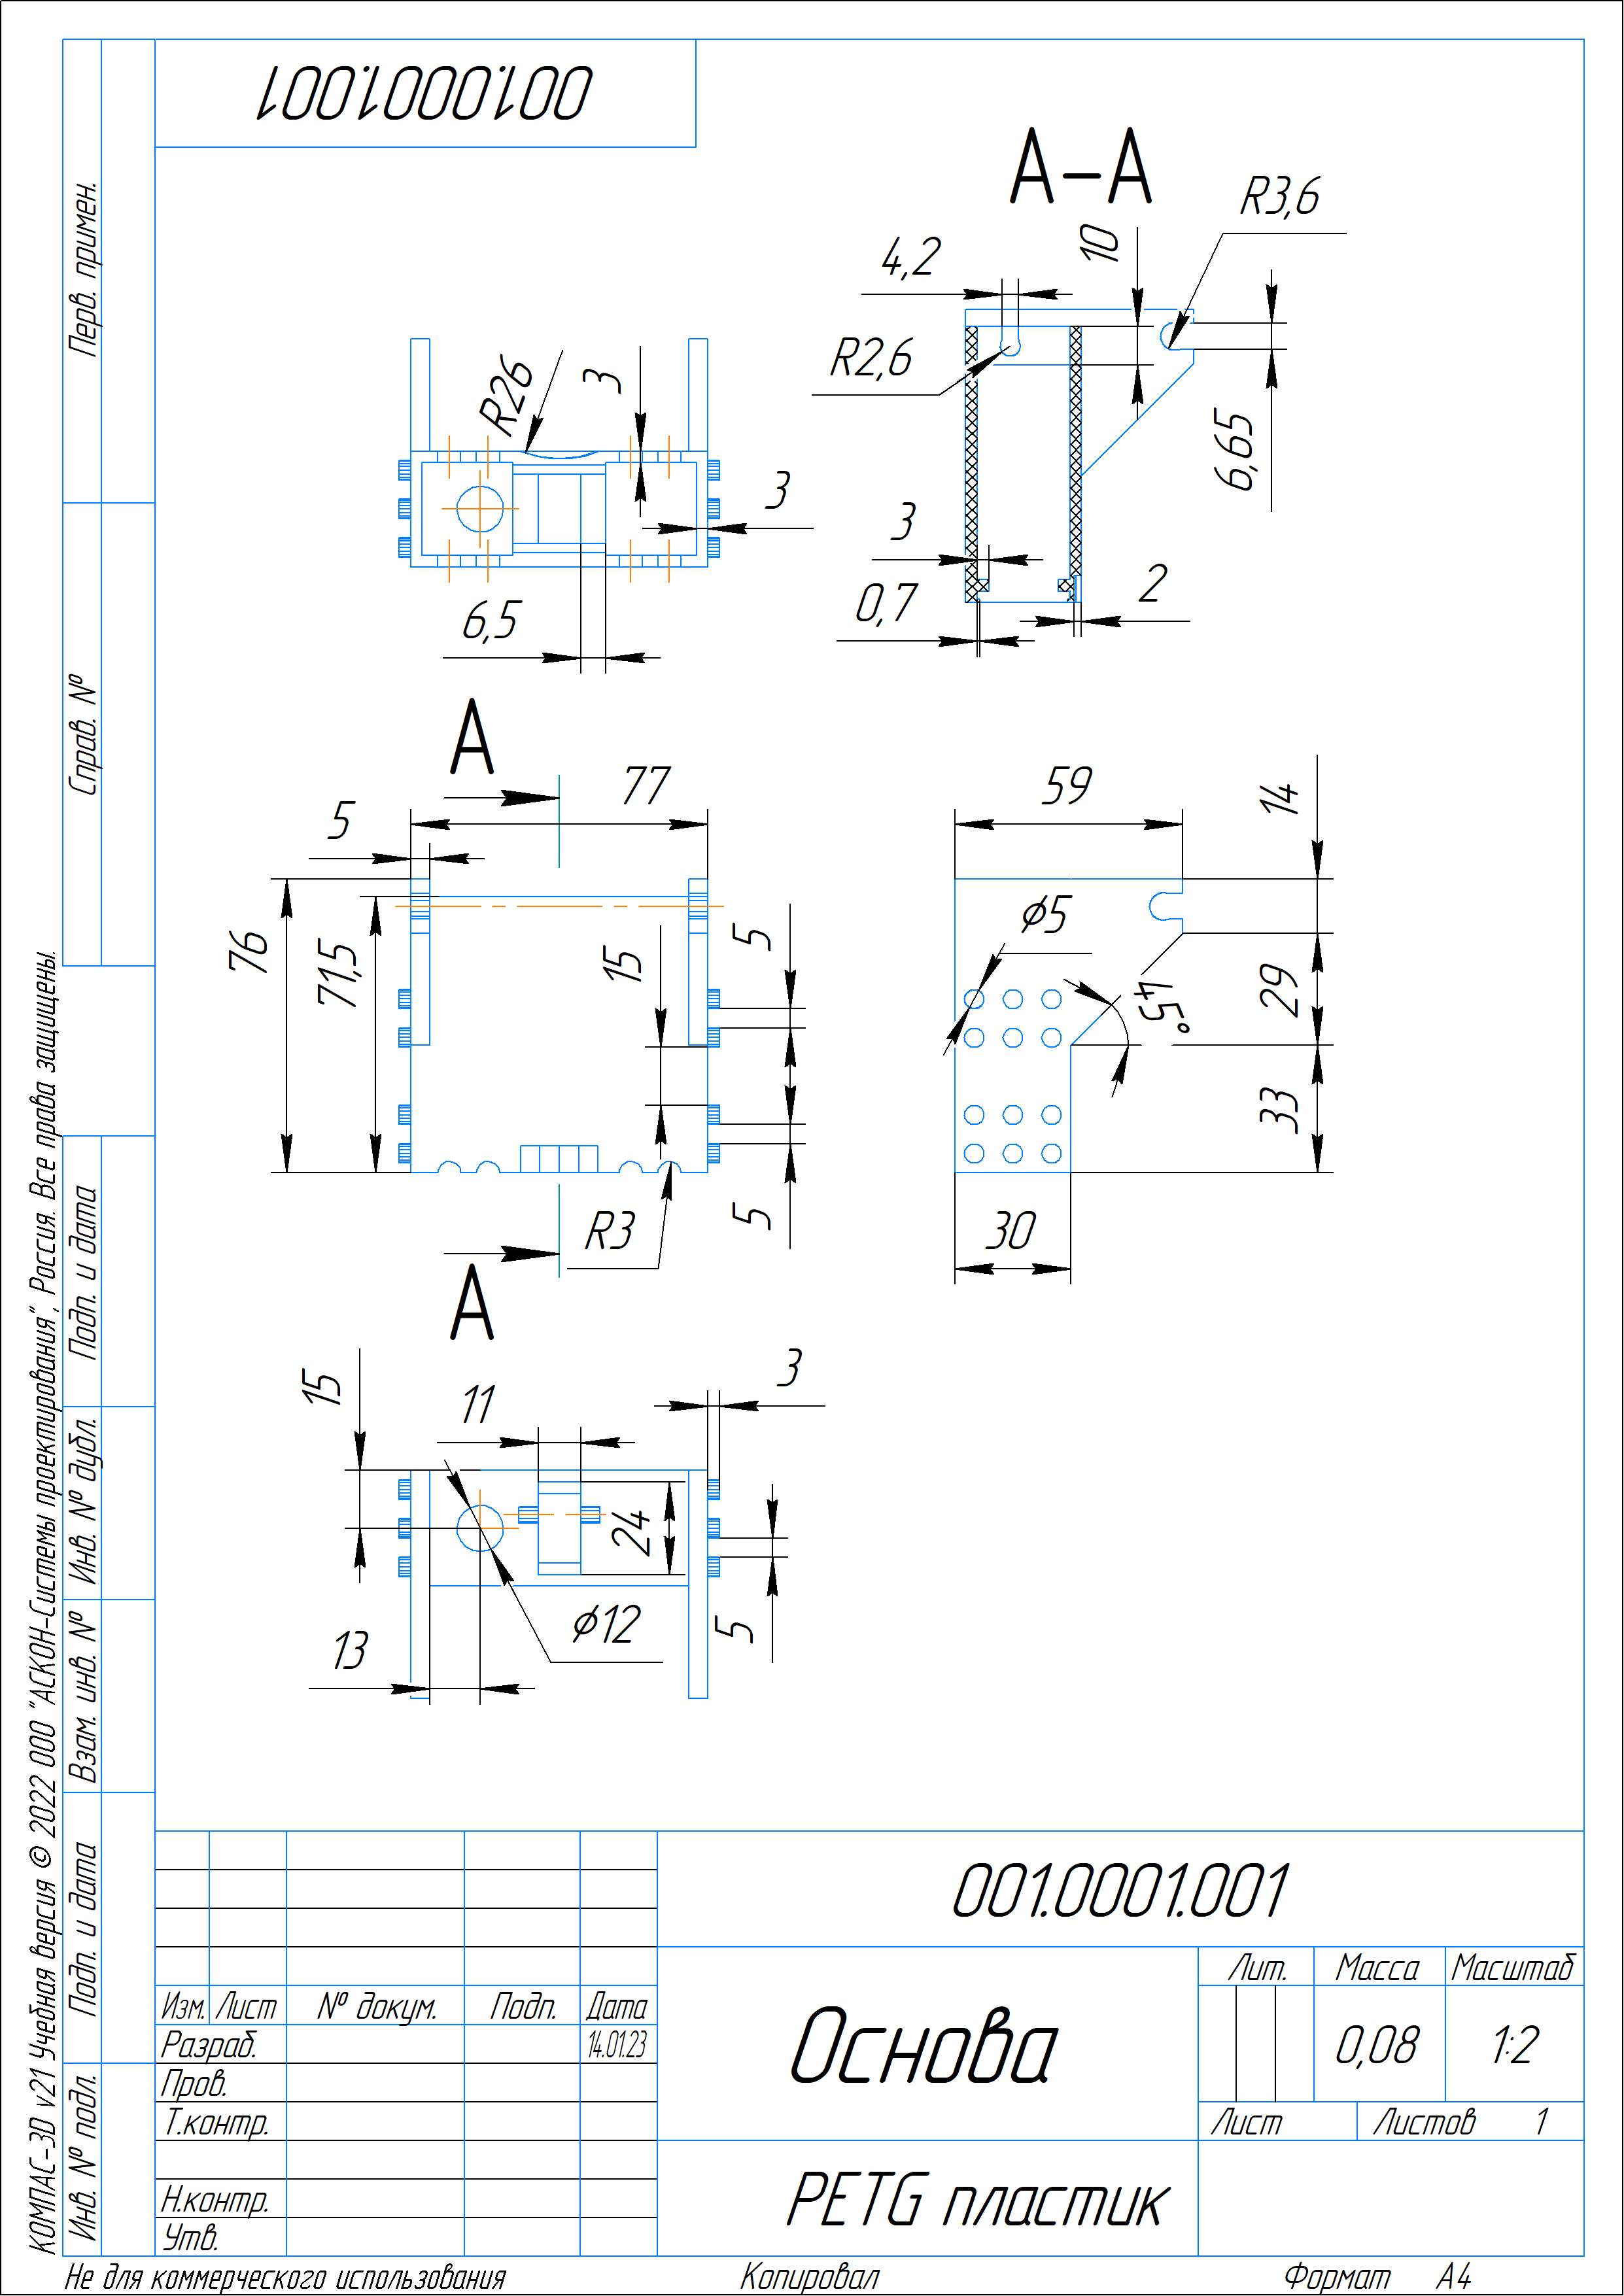 001.0001.001
Перв. примен.
Справ. №
Подп. и дата
Инв. № дубл.
Взам. инв. №
Подп. и дата
Инв. № подл.
КОМПАС-3D v21 Учебная версия © 2022 ООО "АСКОН-Системы проектирования", Россия. Все права защищены.
А-А
R3,6
10
4,2
R2,6
6,65
3
0,7
2
R26
3
3
6,5
А
77
5
76
71,5
15
5
5
R3
А
59
14
ϕ5
45°
29
33
30
15
11
3
24
ϕ12
13
5
001.0001.001
Лит. Масса Масштаб
Изм. Лист № докум. Подп. Дата
Разраб. 14.01.23
Пров.
Т.контр.
Н.контр.
Утв.
Основа
0,08 1:2
Лист Листов 1
PETG пластик
Не для коммерческого использования Копировал Формат А4